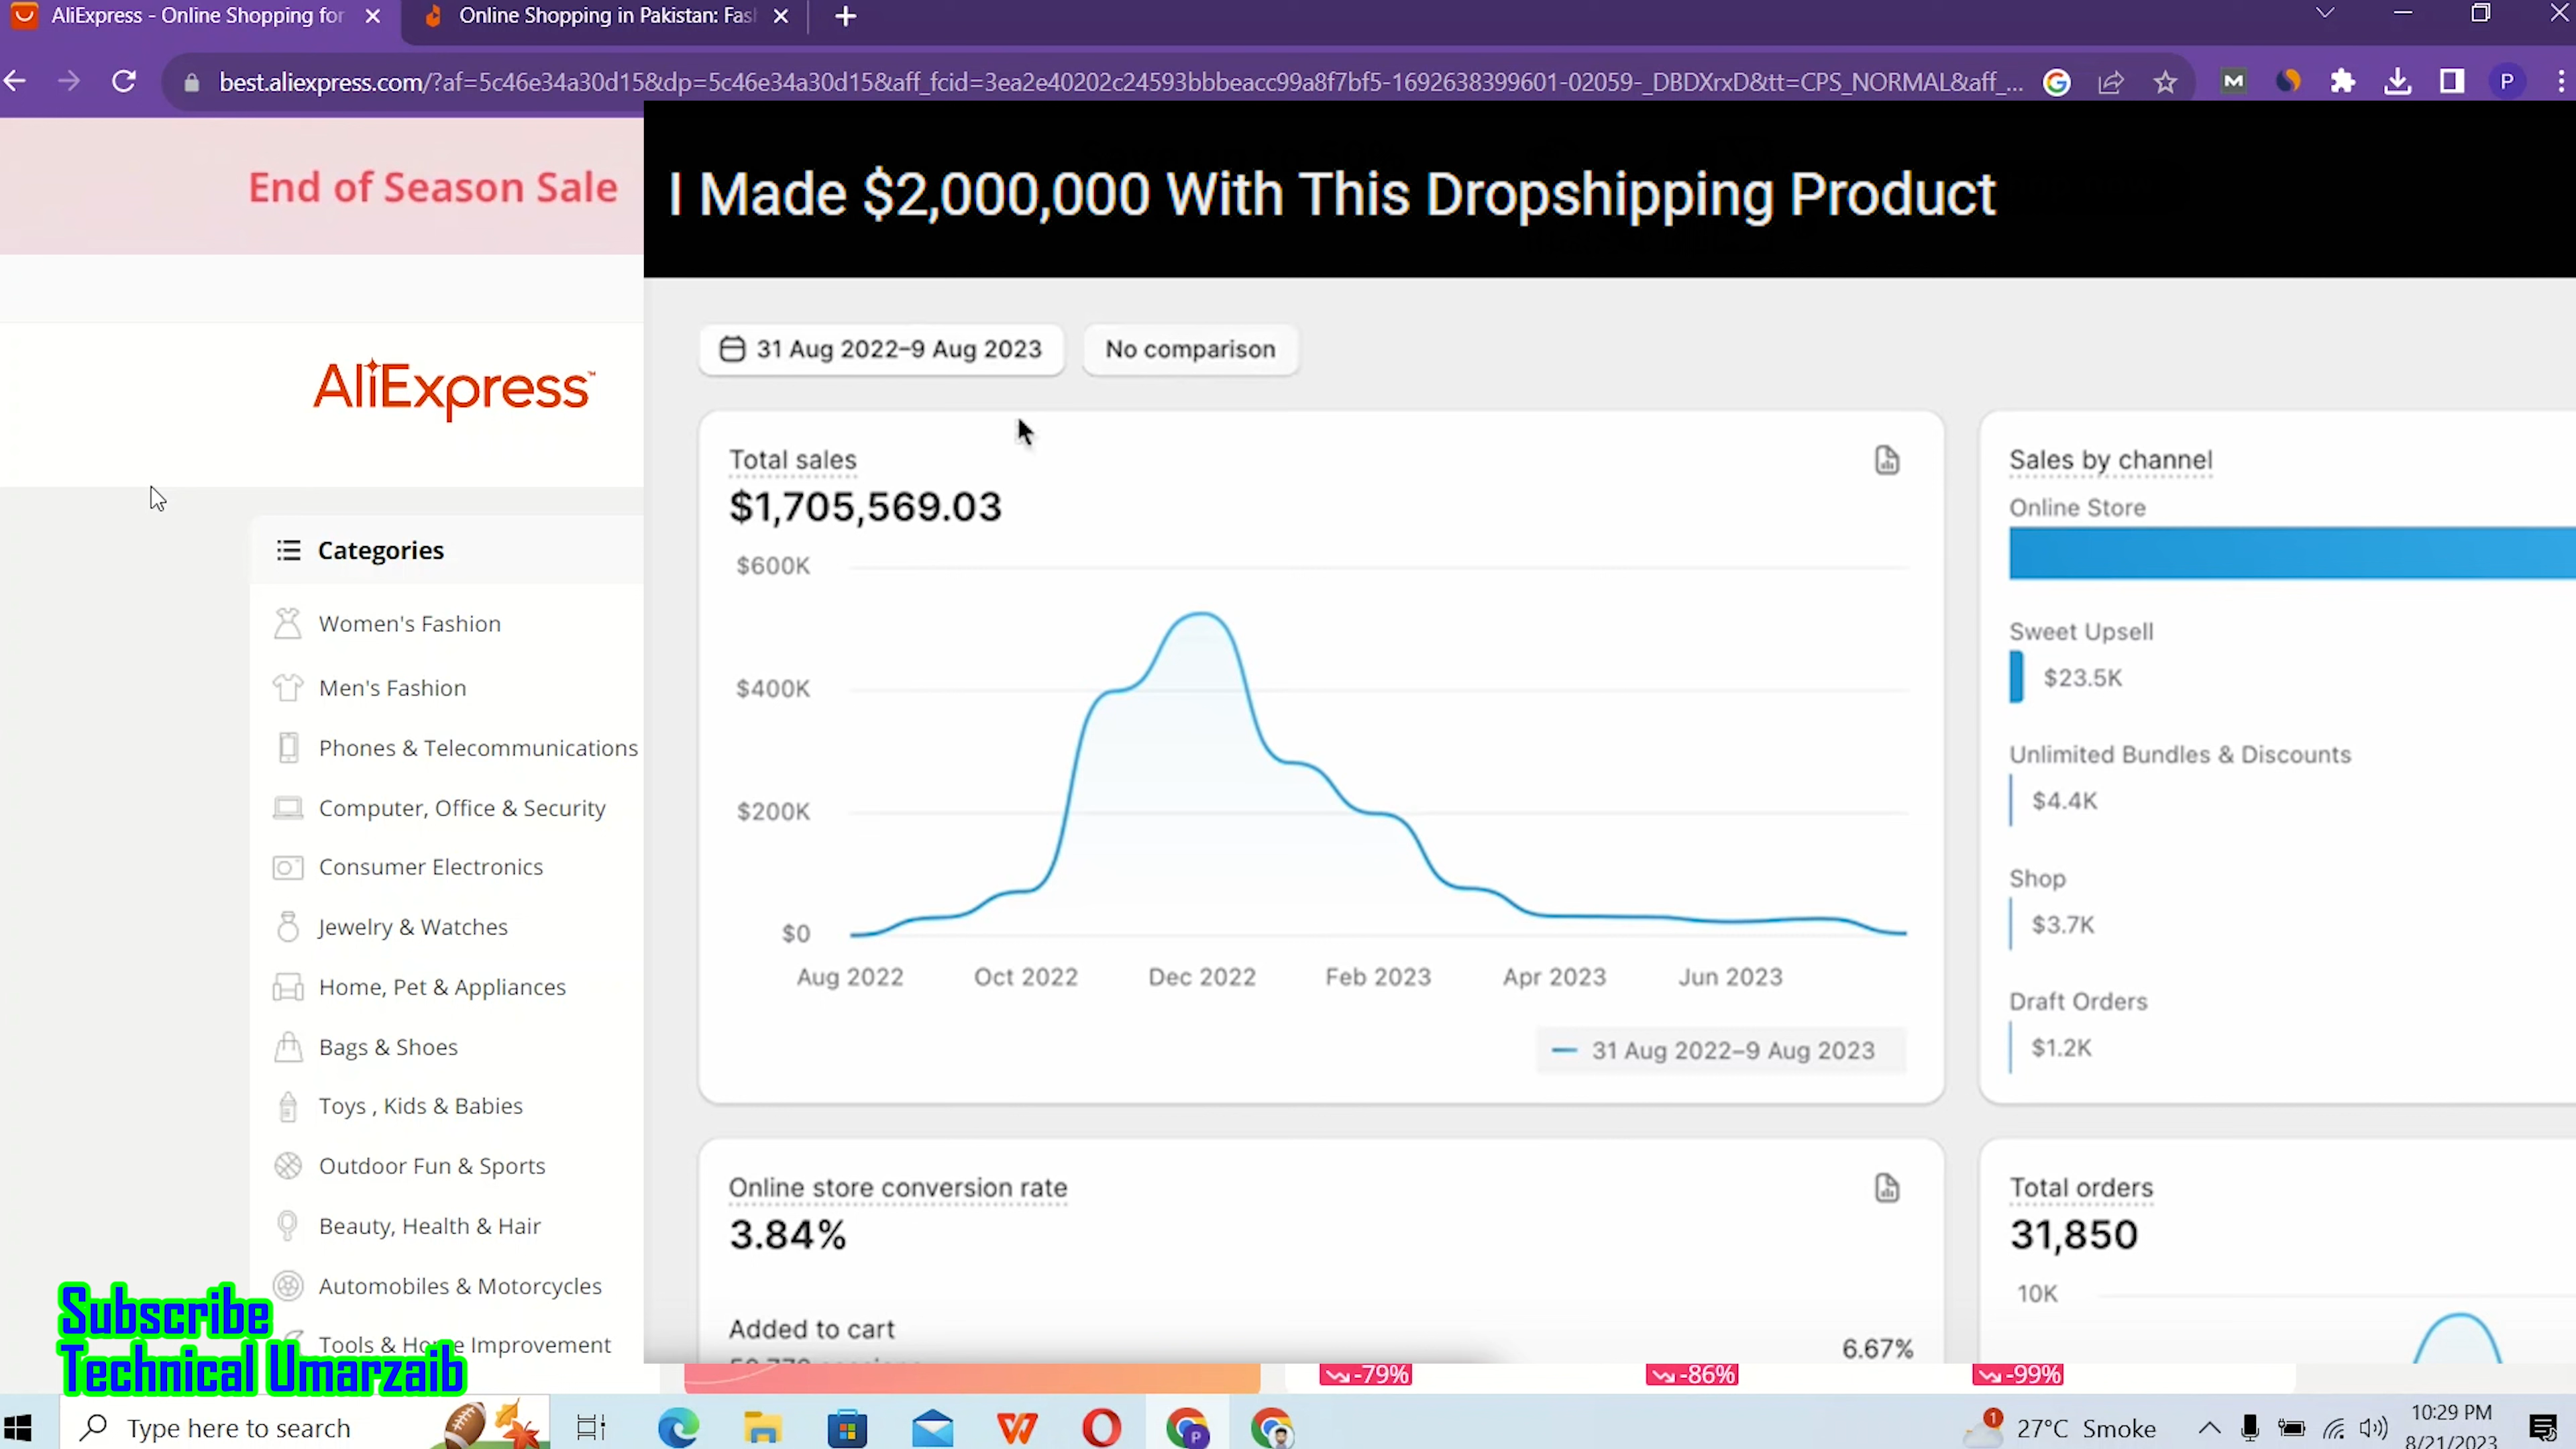 AliExpress - Online Shopping for
Online Shopping in Pakistan: Fas
best.aliexpress.com/?af=5c46e34a30d15&dp=5c46e34a30d15&aff_fcid=3ea2e40202c24593bbbeacc99a8f7bf5-1692638399601-02059-_DBDXrxD&tt=CPS_NORMAL&aff_...
M
P
End of Season Sale
I Made $2,000,000 With This Dropshipping Product
AliExpress™
31 Aug 2022–9 Aug 2023
No comparison
Total sales
$1,705,569.03
$600K
$400K
$200K
$0
Aug 2022
Oct 2022
Dec 2022
Feb 2023
Apr 2023
Jun 2023
31 Aug 2022–9 Aug 2023
Sales by channel
Online Store
Sweet Upsell
$23.5K
Unlimited Bundles & Discounts
$4.4K
Shop
$3.7K
Draft Orders
$1.2K
Categories
Women's Fashion
Men's Fashion
Phones & Telecommunications
Computer, Office & Security
Consumer Electronics
Jewelry & Watches
Home, Pet & Appliances
Bags & Shoes
Toys , Kids & Babies
Outdoor Fun & Sports
Beauty, Health & Hair
Automobiles & Motorcycles
Tools & Home Improvement
Online store conversion rate
3.84%
Added to cart
6.67%
Total orders
31,850
10K
Subscribe
Technical Umarzaib
-79%
-86%
-99%
Type here to search
P
1
27°C Smoke
10:29 PM
8/21/2023